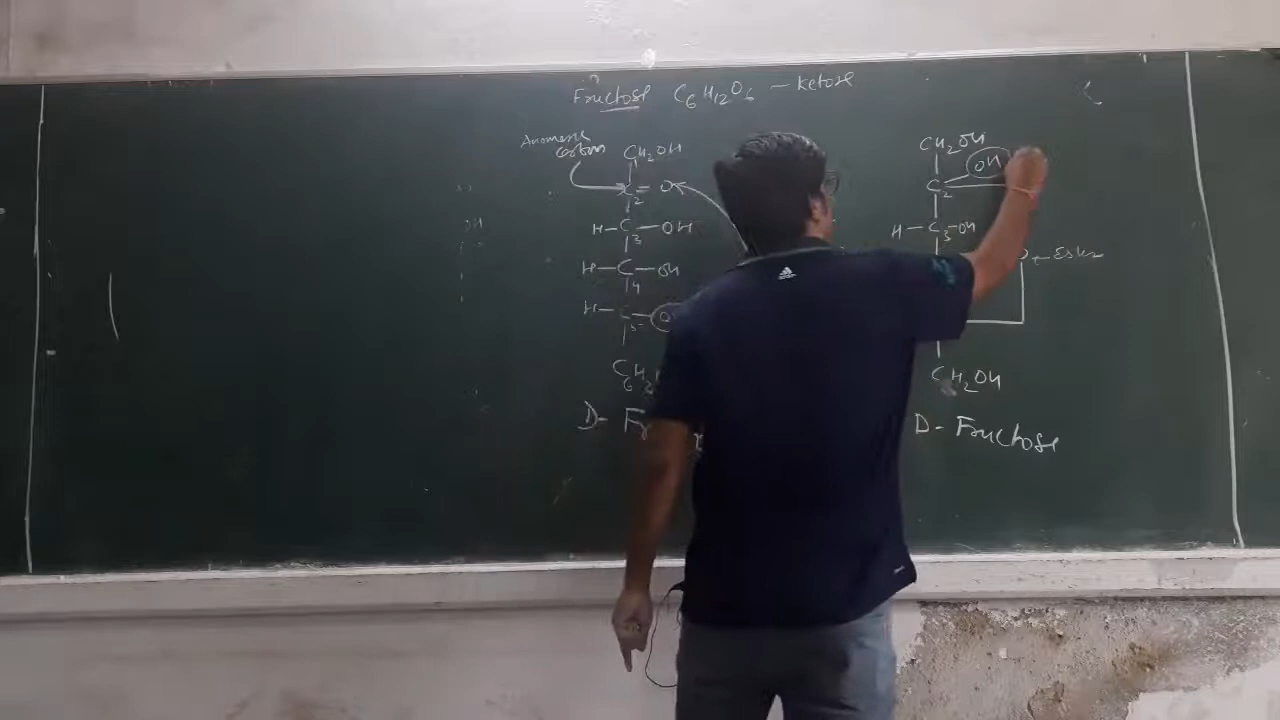 Fructose C6H12O6 - Ketose
Anomeric carbon
CH2OH
C2=O
H-C3-OH
H-C4-OH
H-C5-O
C6H2
D- Fr
CH2OH
OH
C2
H-C3-OH
O
CH2OH
D- Fructose